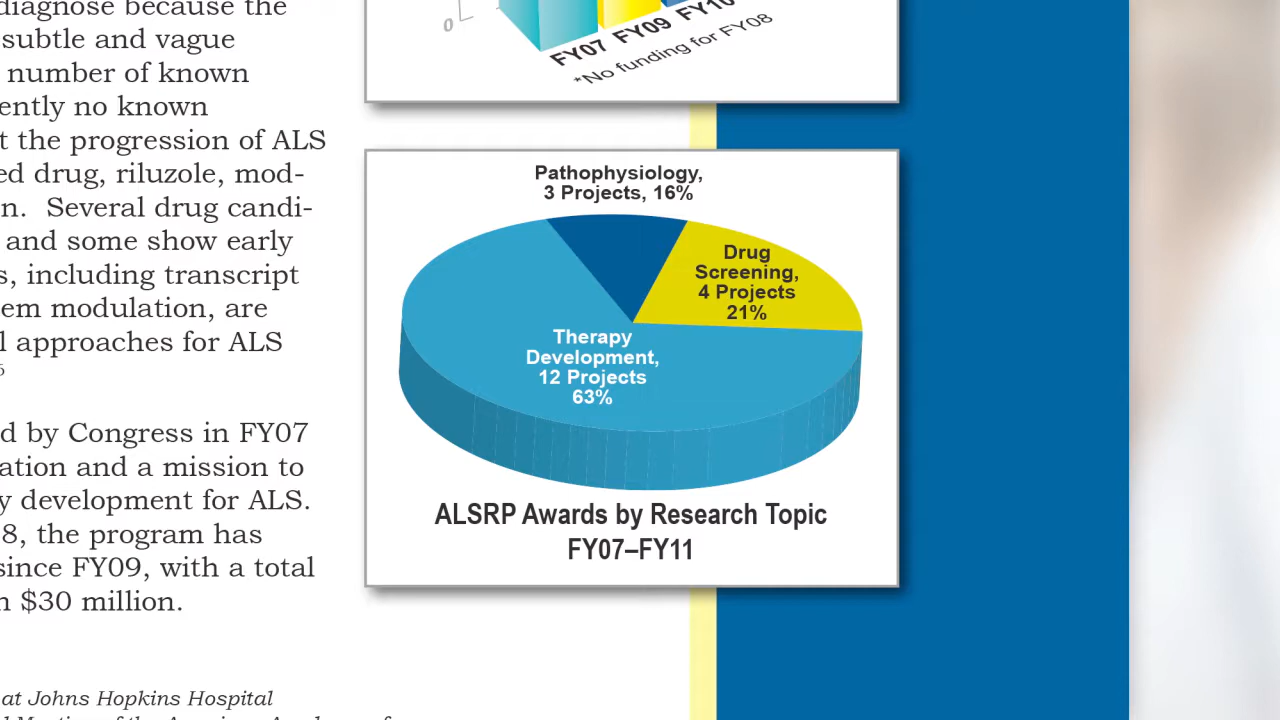 diagnose because the
subtle and vague
number of known
ently no known
t the progression of ALS
ed drug, riluzole, mod-
n. Several drug candi-
and some show early
s, including transcript
em modulation, are
l approaches for ALS
6
d by Congress in FY07
ation and a mission to
y development for ALS.
8, the program has
since FY09, with a total
n $30 million.
at Johns Hopkins Hospital
0
FY07 FY09 FY10
*No funding for FY08
Pathophysiology,
3 Projects, 16%
Drug
Screening,
4 Projects
21%
Therapy
Development,
12 Projects
63%
ALSRP Awards by Research Topic
FY07–FY11